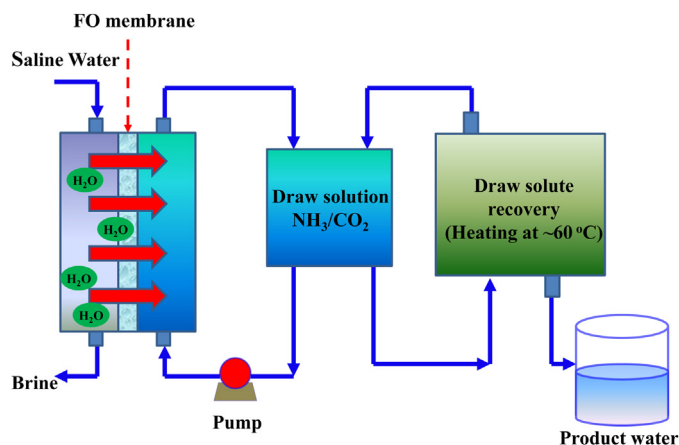 FO membrane
Saline Water
H₂O
H₂O
H₂O
H₂O
Draw solution
NH₃/CO₂
Draw solute
recovery
(Heating at ~60 ºC)
Brine
Pump
Product water